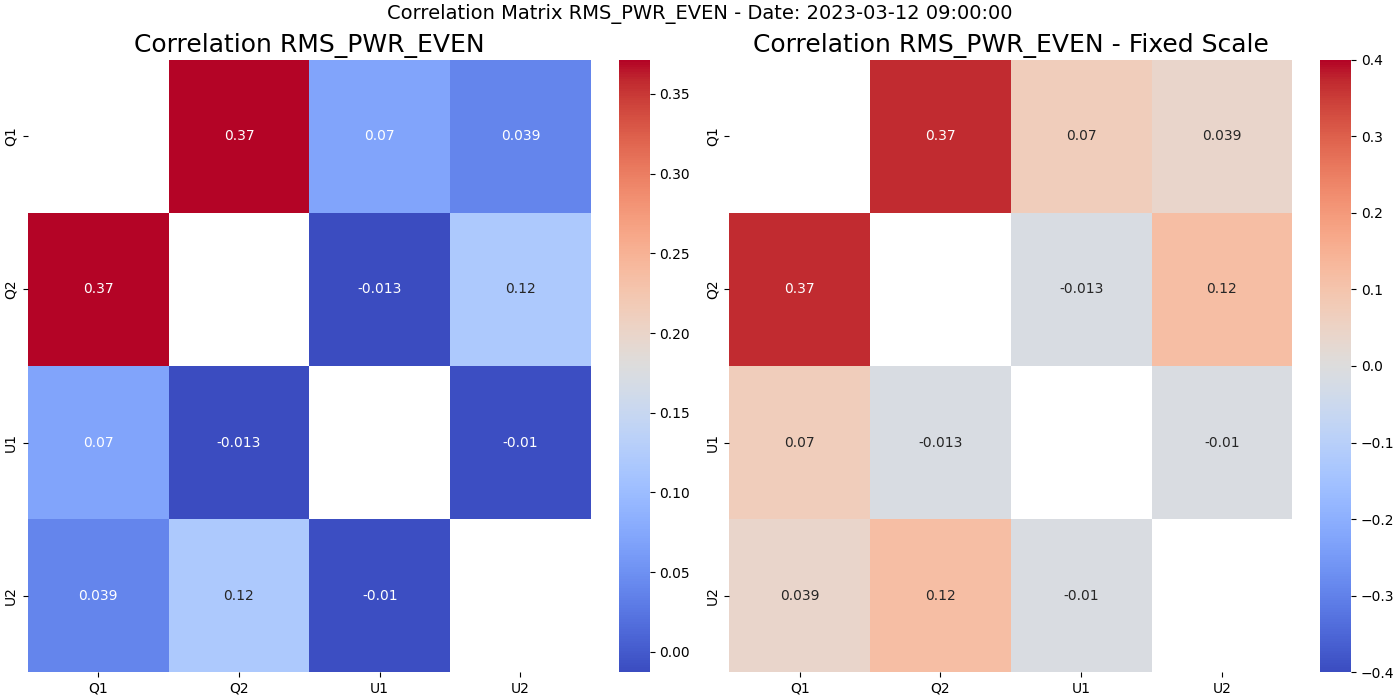 Correlation Matrix RMS_PWR_EVEN - Date: 2023-03-12 09:00:00
Correlation RMS_PWR_EVEN
Q1
0.37
0.07
0.039
Q2
0.37
-0.013
0.12
U1
0.07
-0.013
-0.01
U2
0.039
0.12
-0.01
Q1
Q2
U1
U2
0.35
0.30
0.25
0.20
0.15
0.10
0.05
0.00
Correlation RMS_PWR_EVEN - Fixed Scale
Q1
0.37
0.07
0.039
Q2
0.37
-0.013
0.12
U1
0.07
-0.013
-0.01
U2
0.039
0.12
-0.01
Q1
Q2
U1
U2
0.4
0.3
0.2
0.1
0.0
−0.1
−0.2
−0.3
−0.4